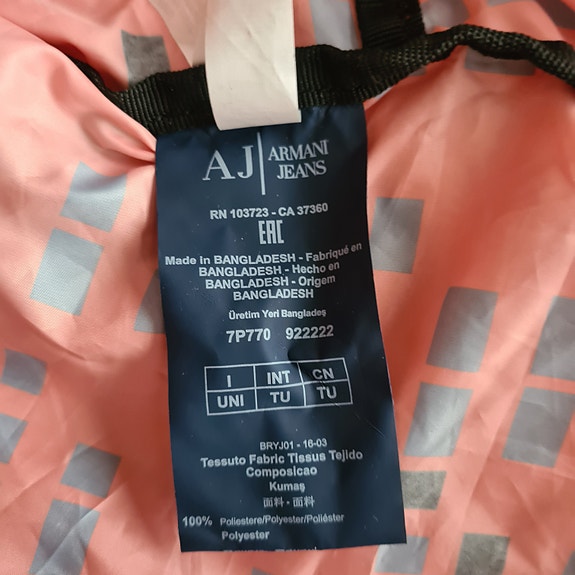 AJ ARMANI JEANS
RN 103723 - CA 37360
EAC
Made in BANGLADESH - Fabriqué en
BANGLADESH - Hecho en
BANGLADESH - Origem
BANGLADESH
Üretim Yeri Bangladeş
7P770 922222
I INT CN
UNI TU TU
BRYJ01 - 16-03
Tessuto Fabric Tissus Tejido
Composicao
Kumaş
面料 - 面料
100% Poliestere/Polyester/Poliéster
Polyester